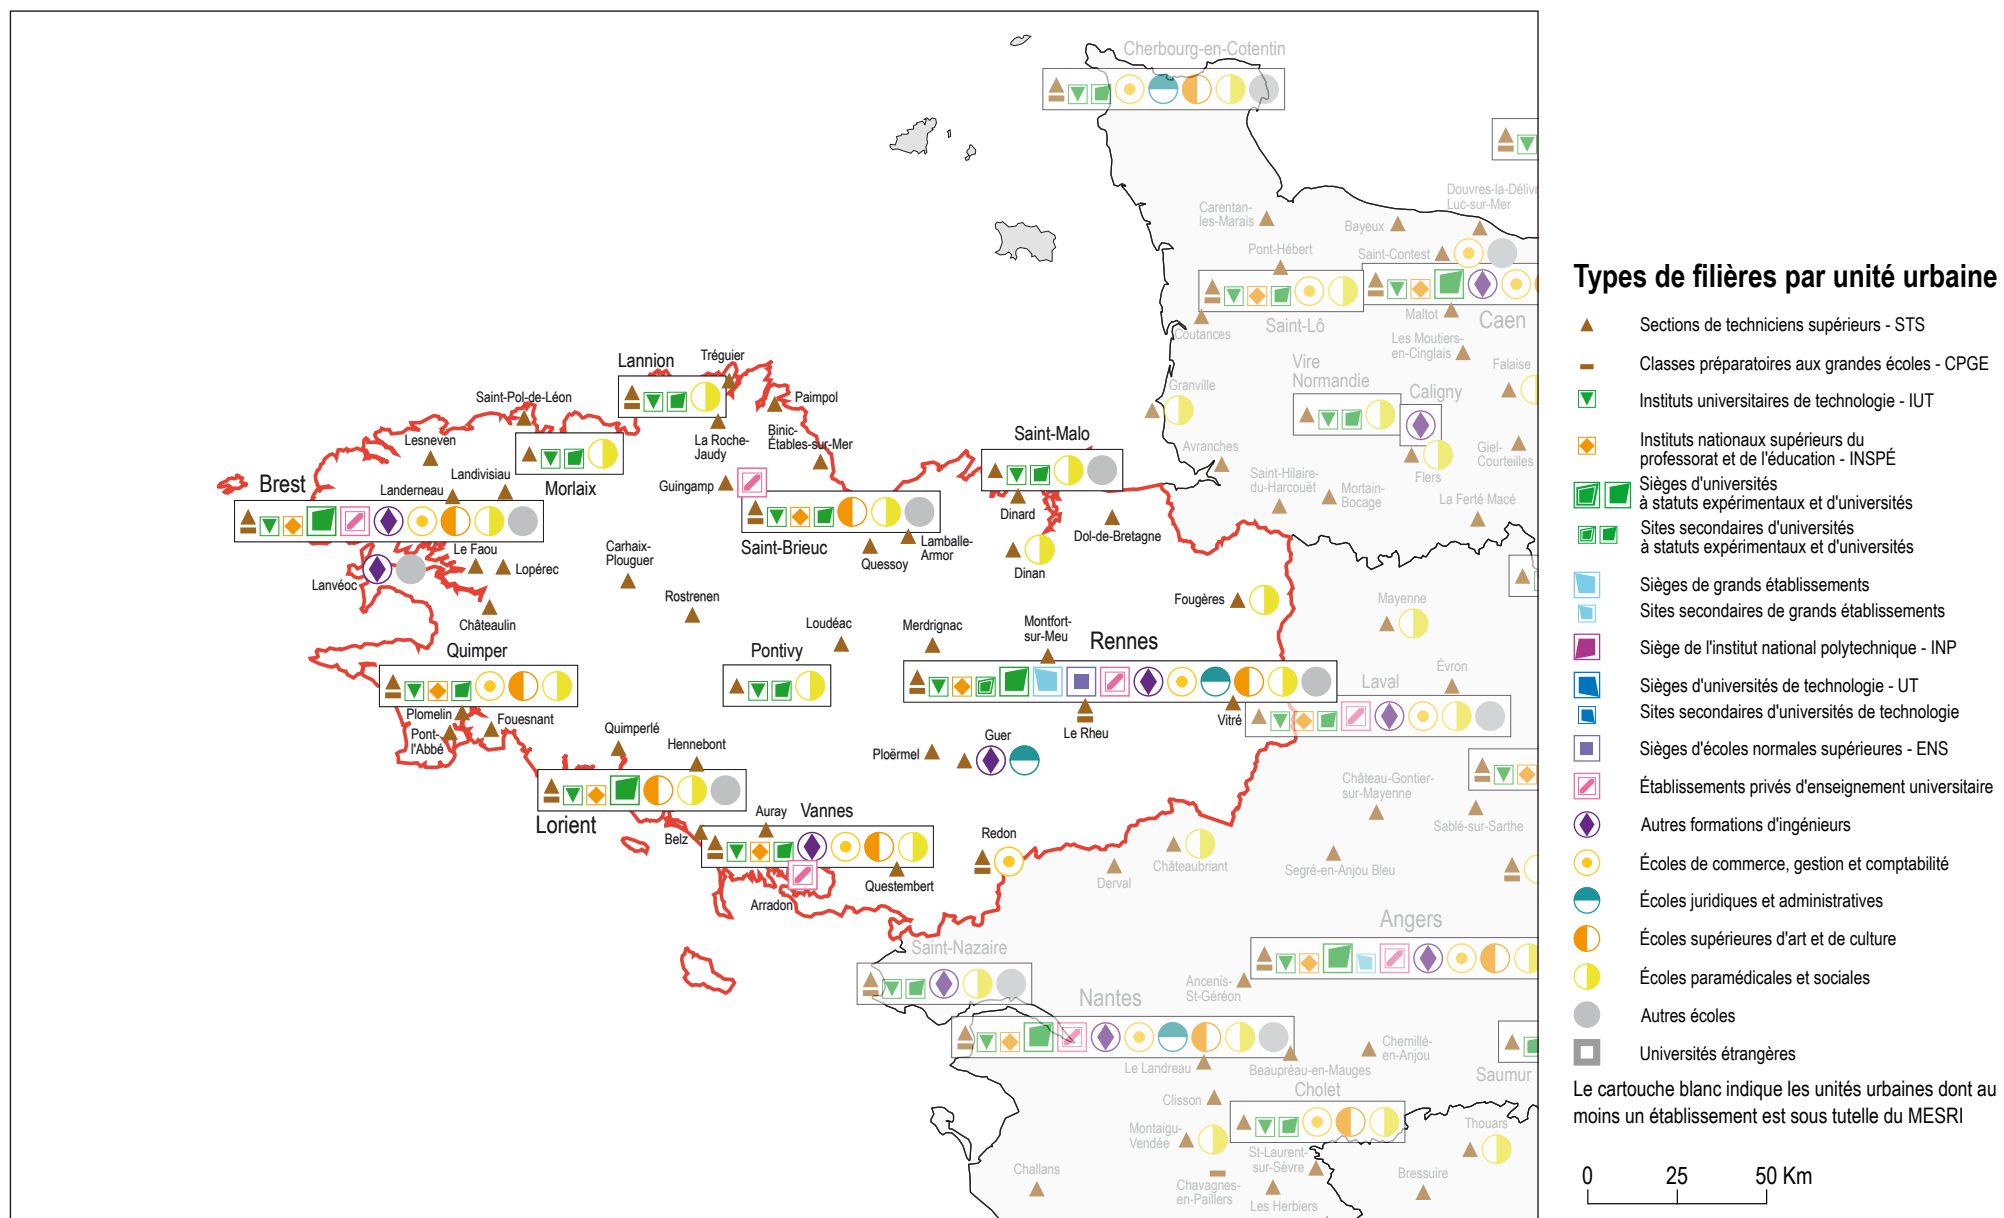 Cherbourg-en-Cotentin
Douvres-la-Déliv
Luc-sur-Mer
Carentan-
les-Marais
Bayeux
Pont-Hébert
Saint-Contest
Saint-Lô
Coutances
Maltot
Caen
Les Moutiers-
en-Cinglais
Vire
Normandie
Falaise
Caligny
Granville
Avranches
Flers
Giel-
Courteilles
Saint-Hilaire-
du-Harcouët
Mortain-
Bocage
La Ferté Macé
Lannion
Tréguier
Saint-Pol-de-Léon
Paimpol
La Roche-
Jaudy
Binic-
Étables-sur-Mer
Lesneven
Landivisiau
Morlaix
Saint-Malo
Brest
Landerneau
Guingamp
Dinard
Dol-de-Bretagne
Saint-Brieuc
Lamballe-
Armor
Quessoy
Dinan
Le Faou
Lopérec
Lanvéoc
Carhaix-
Plouguer
Rostrenen
Châteaulin
Fougères
Mayenne
Loudéac
Merdrignac
Montfort-
sur-Meu
Rennes
Quimper
Pontivy
Évron
Laval
Plomelin
Fouesnant
Pont-
l'Abbé
Quimperlé
Hennebont
Le Rheu
Vitré
Ploërmel
Guer
Château-Gontier-
sur-Mayenne
Sablé-sur-Sarthe
Lorient
Auray
Vannes
Belz
Redon
Questembert
Arradon
Châteaubriant
Derval
Segré-en-Anjou Bleu
Angers
Saint-Nazaire
Ancenis-
St-Géréon
Nantes
Le Landreau
Beaupréau-en-Mauges
Chemillé-
en-Anjou
Saumur
Cholet
Clisson
Montaigu-
Vendée
Thouars
St-Laurent-
sur-Sèvre
Bressuire
Challans
Chavagnes-
en-Paillers
Les Herbiers
Types de filières par unité urbaine
Sections de techniciens supérieurs - STS
Classes préparatoires aux grandes écoles - CPGE
Instituts universitaires de technologie - IUT
Instituts nationaux supérieurs du
professorat et de l'éducation - INSPÉ
Sièges d'universités
à statuts expérimentaux et d'universités
Sites secondaires d'universités
à statuts expérimentaux et d'universités
Sièges de grands établissements
Sites secondaires de grands établissements
Siège de l'institut national polytechnique - INP
Sièges d'universités de technologie - UT
Sites secondaires d'universités de technologie
Sièges d'écoles normales supérieures - ENS
Établissements privés d'enseignement universitaire
Autres formations d'ingénieurs
Écoles de commerce, gestion et comptabilité
Écoles juridiques et administratives
Écoles supérieures d'art et de culture
Écoles paramédicales et sociales
Autres écoles
Universités étrangères
Le cartouche blanc indique les unités urbaines dont au
moins un établissement est sous tutelle du MESRI
0 25 50 Km